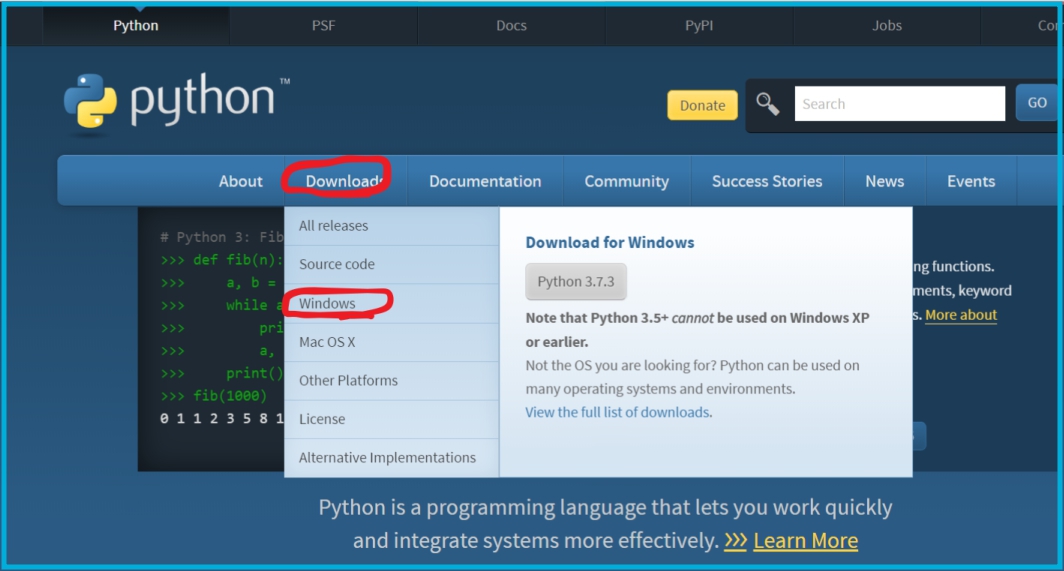 Python PSF Docs PyPI Jobs
python™
Donate Search GO
About Downloads Documentation Community Success Stories News Events
# Python 3: Fib
>>> def fib(n):
>>> a, b =
>>> while a
>>> pri
>>> a,
>>> print()
>>> fib(1000)
0 1 1 2 3 5 8 1
All releases
Source code
Windows
Mac OS X
Other Platforms
License
Alternative Implementations
Download for Windows
Python 3.7.3
Note that Python 3.5+ cannot be used on Windows XP
or earlier.
Not the OS you are looking for? Python can be used on
many operating systems and environments.
View the full list of downloads.
ng functions.
ments, keyword
s. More about
Python is a programming language that lets you work quickly
and integrate systems more effectively. >>> Learn More